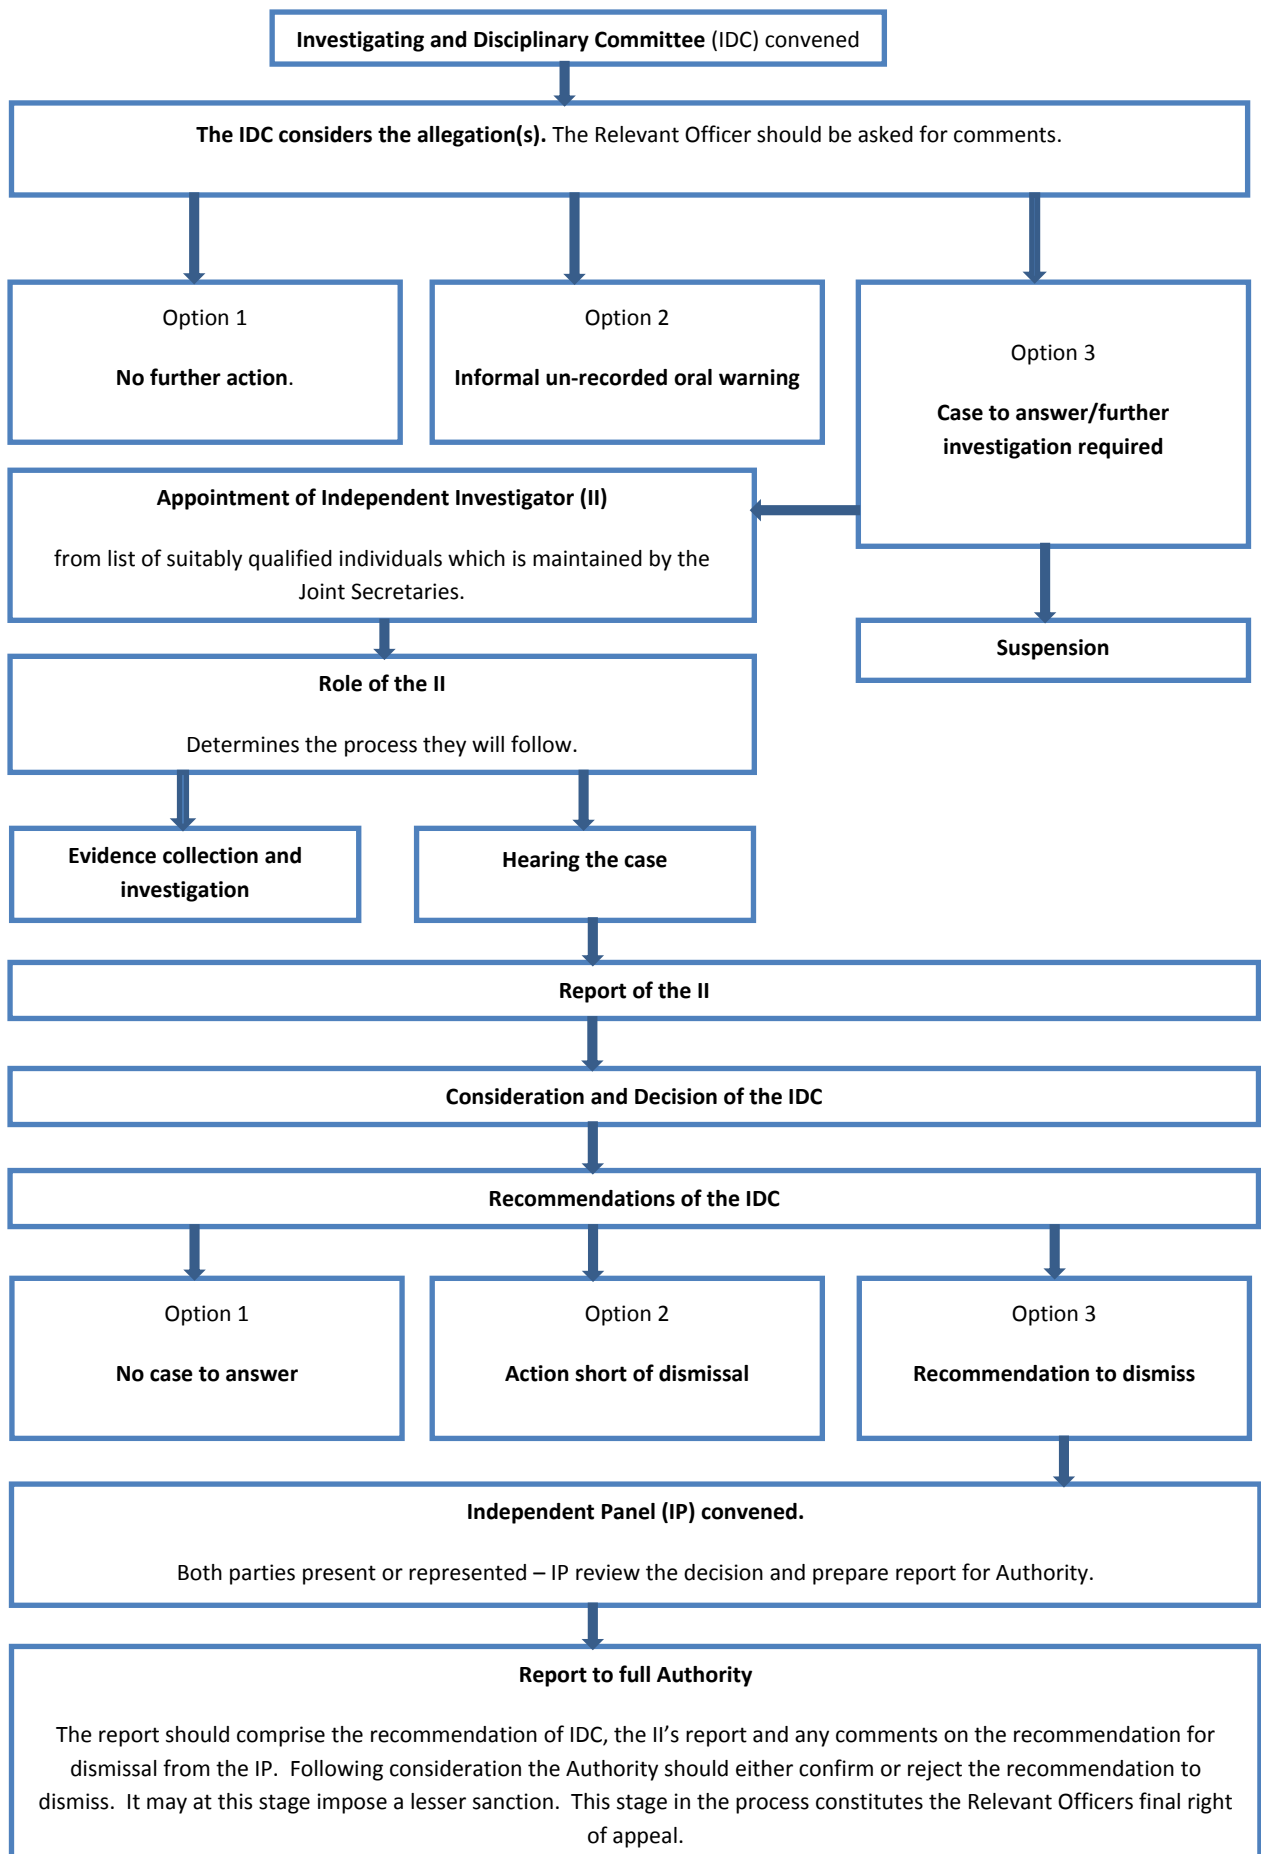 Investigating and Disciplinary Committee (IDC) convened
The IDC considers the allegation(s). The Relevant Officer should be asked for comments.
Option 1
No further action.
Option 2
Informal un-recorded oral warning
Option 3
Case to answer/further
investigation required
Appointment of Independent Investigator (II)
from list of suitably qualified individuals which is maintained by the
Joint Secretaries.
Suspension
Role of the II
Determines the process they will follow.
Evidence collection and
investigation
Hearing the case
Report of the II
Consideration and Decision of the IDC
Recommendations of the IDC
Option 1
No case to answer
Option 2
Action short of dismissal
Option 3
Recommendation to dismiss
Independent Panel (IP) convened.
Both parties present or represented – IP review the decision and prepare report for Authority.
Report to full Authority
The report should comprise the recommendation of IDC, the II’s report and any comments on the recommendation for
dismissal from the IP.  Following consideration the Authority should either confirm or reject the recommendation to
dismiss.  It may at this stage impose a lesser sanction.  This stage in the process constitutes the Relevant Officers final right
of appeal.